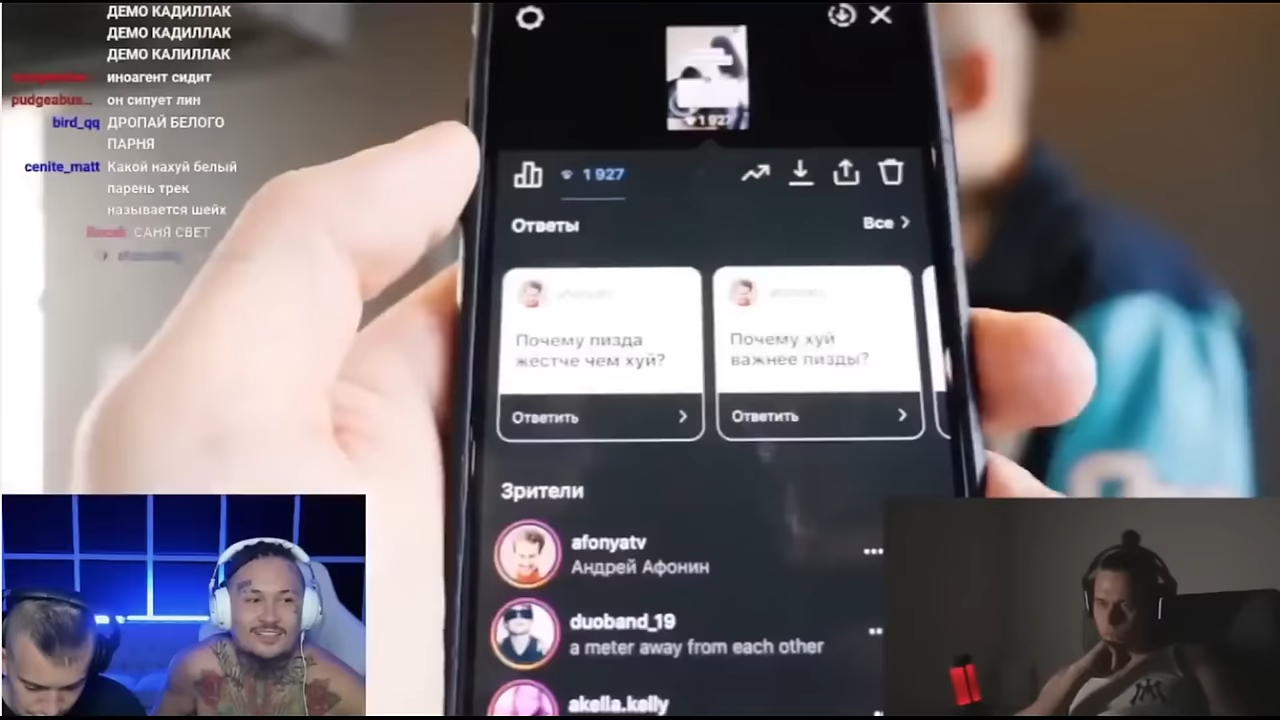 ДЕМО КАДИЛЛАК
ДЕМО КАДИЛЛАК
ДЕМО КАЛИЛЛАК
иноагент сидит
pudgeabus... он сипует лин
bird_qq ДРОПАЙ БЕЛОГО
ПАРНЯ
cenite_matt Какой нахуй белый
парень трек
называется шейх
САНЯ СВЕТ
1 927
1 927
Ответы
Все
Почему пизда
жестче чем хуй?
Ответить
Почему хуй
важнее пизды?
Ответить
Зрители
afonyatv
Андрей Афонин
duoband_19
a meter away from each other
akella.kelly